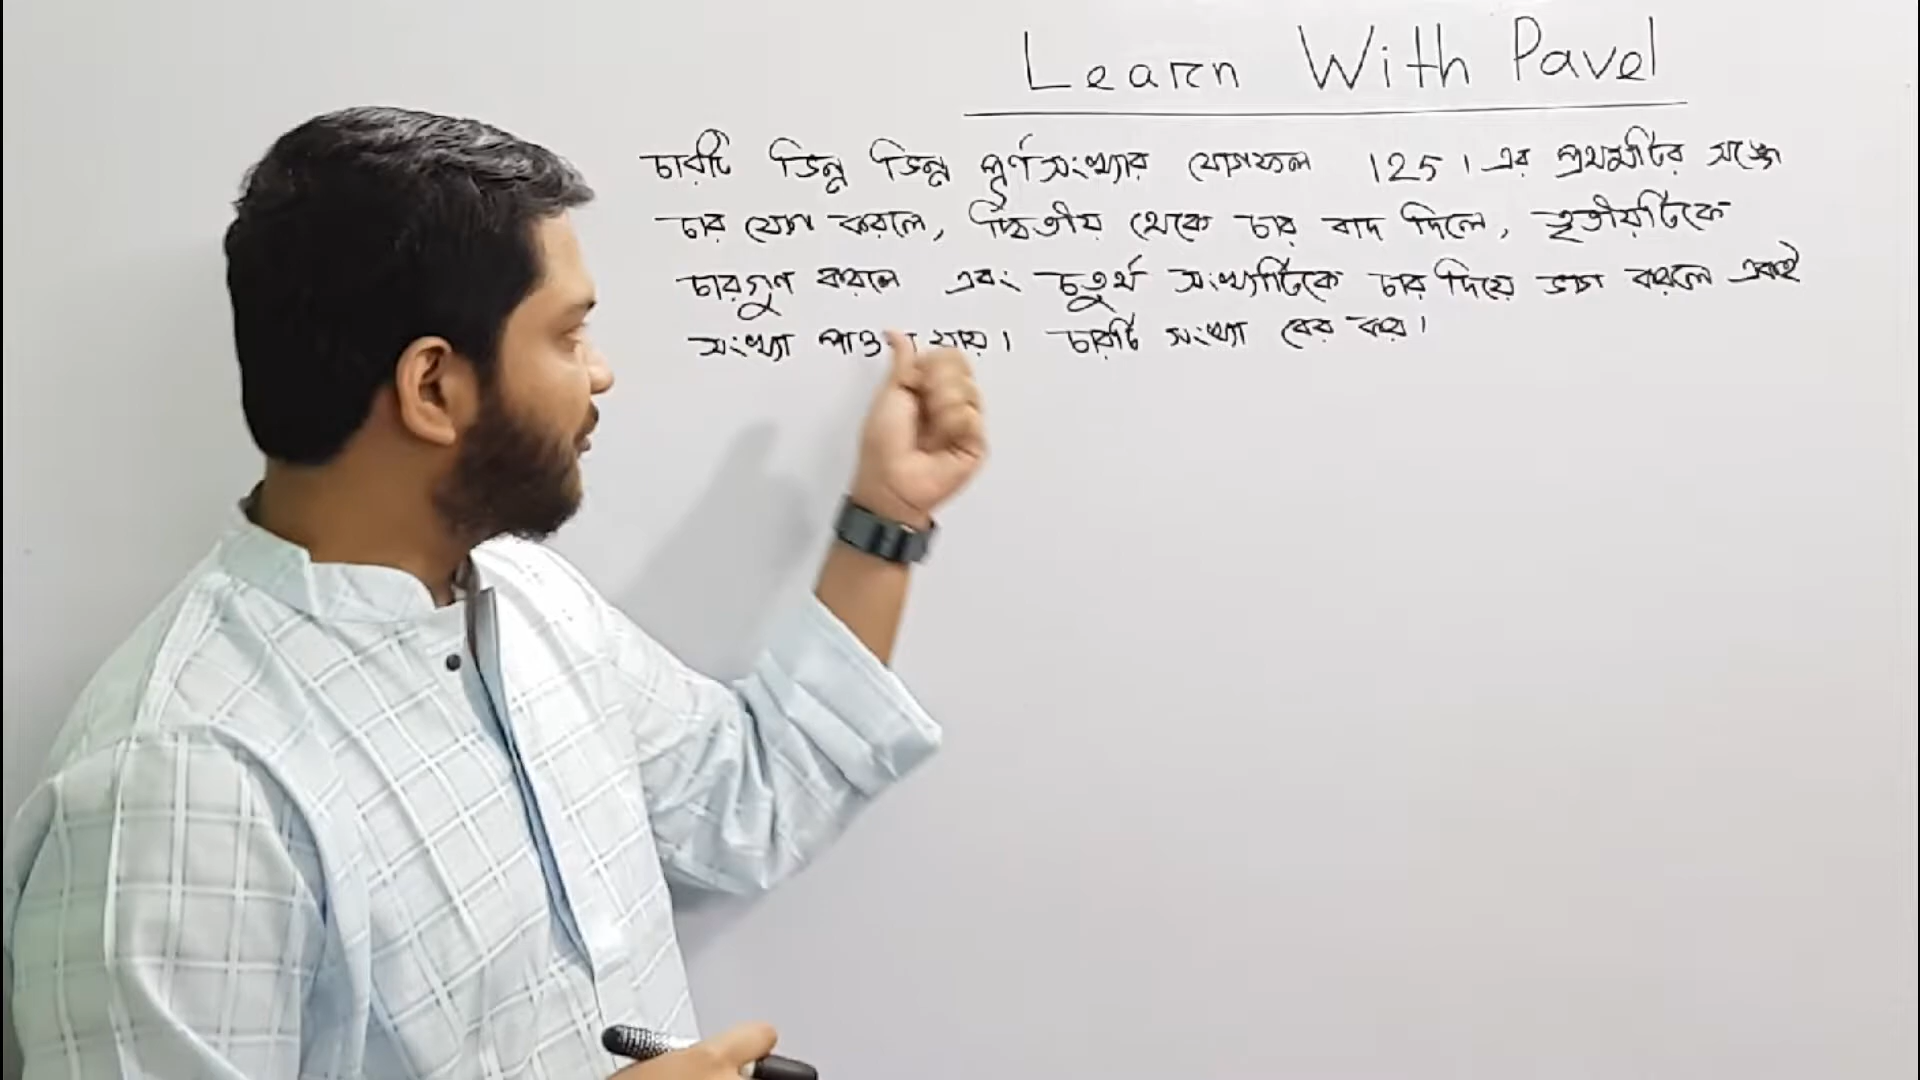 Learn With Pavel
চারটি ভিন্ন ভিন্ন পূর্ণসংখ্যার যোগফল 125। এর প্রথমটির সঙ্গে
চার যোগ করলে, দ্বিতীয় থেকে চার বাদ দিলে, তৃতীয়টিকে
চারগুণ করলে এবং চতুর্থ সংখ্যাটিকে চার দিয়ে ভাগ করলে একই
সংখ্যা পাওয়া যায়। চারটি সংখ্যা বের কর।